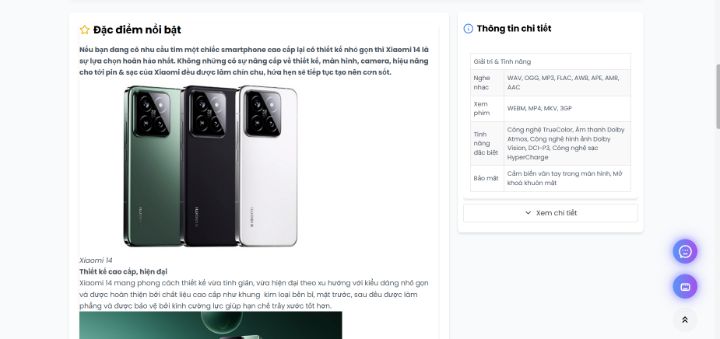 Đặc điểm nổi bật
Nếu bạn đang có nhu cầu tìm một chiếc smartphone cao cấp lại có thiết kế nhỏ gọn thì Xiaomi 14 là
sự lựa chọn hoàn hảo nhất. Không những có sự nâng cấp về thiết kế, màn hình, camera, hiệu năng
cho tới pin & sạc của Xiaomi đều được làm chỉn chu, hứa hẹn sẽ tiếp tục tạo nên cơn sốt.
Xiaomi 14
Thiết kế cao cấp, hiện đại
Xiaomi 14 mang phong cách thiết kế vừa tinh giản, vừa hiện đại theo xu hướng với kiểu dáng nhỏ gọn
và được hoàn thiện bởi chất liệu cao cấp như khung kim loại bền bỉ, mặt trước, sau đều được làm
phẳng và được bảo vệ bởi kính cường lực giúp hạn chế trầy xước tốt hơn.
Thông tin chi tiết
Giải trí & Tính năng
Nghe WAV, OGG, MP3, FLAC, AWB, APE, AMR,
nhạc AAC
Xem WEBM, MP4, MKV, 3GP
phim
Tính Công nghệ TrueColor, Âm thanh Dolby
năng Atmos, Công nghệ hình ảnh Dolby
đặc biệt Vision, DCI-P3, Công nghệ sạc
HyperCharge
Bảo mật Cảm biến vân tay trong màn hình, Mở
khoá khuôn mặt
Xem chi tiết